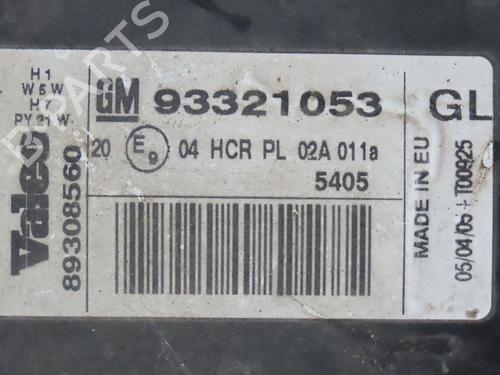 H1
W5W
H7
PY21W
Valeo
89308560
GM 93321053 GL
20 E9 04 HCR PL 02A 011a
5405
MADE IN EU
05/04/05 - T00925
B-PARTS